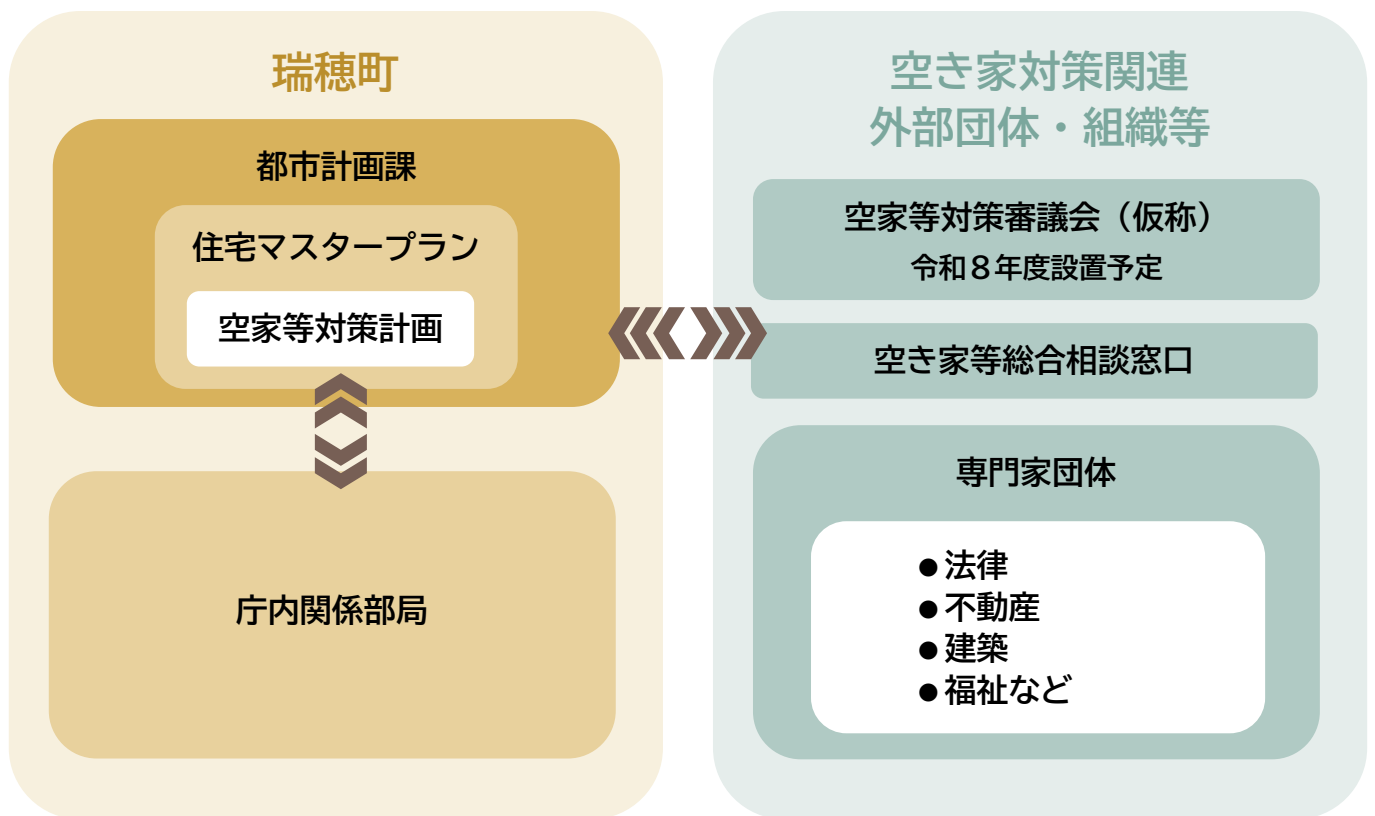 瑞穂町
都市計画課
住宅マスタープラン
空家等対策計画
庁内関係部局
空き家対策関連
外部団体・組織等
空家等対策審議会（仮称）
令和８年度設置予定
空き家等総合相談窓口
専門家団体
●法律
●不動産
●建築
●福祉など